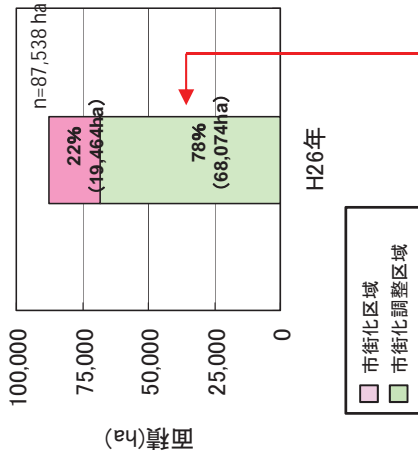 面積(ha)
100,000
75,000
50,000
25,000
0
n=87,538 ha
22%
(19,464ha)
78%
(68,074ha)
H26年
市街化区域
市街化調整区域